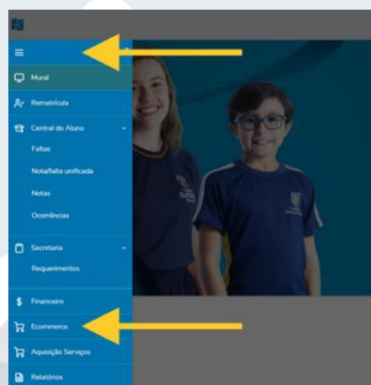 Mural
Rematrícula
Central do Aluno
Faltas
Nota/falta unificada
Notas
Ocorrências
Secretaria
Requerimentos
Financeiro
Ecommerce
Aquisição Serviços
Relatórios